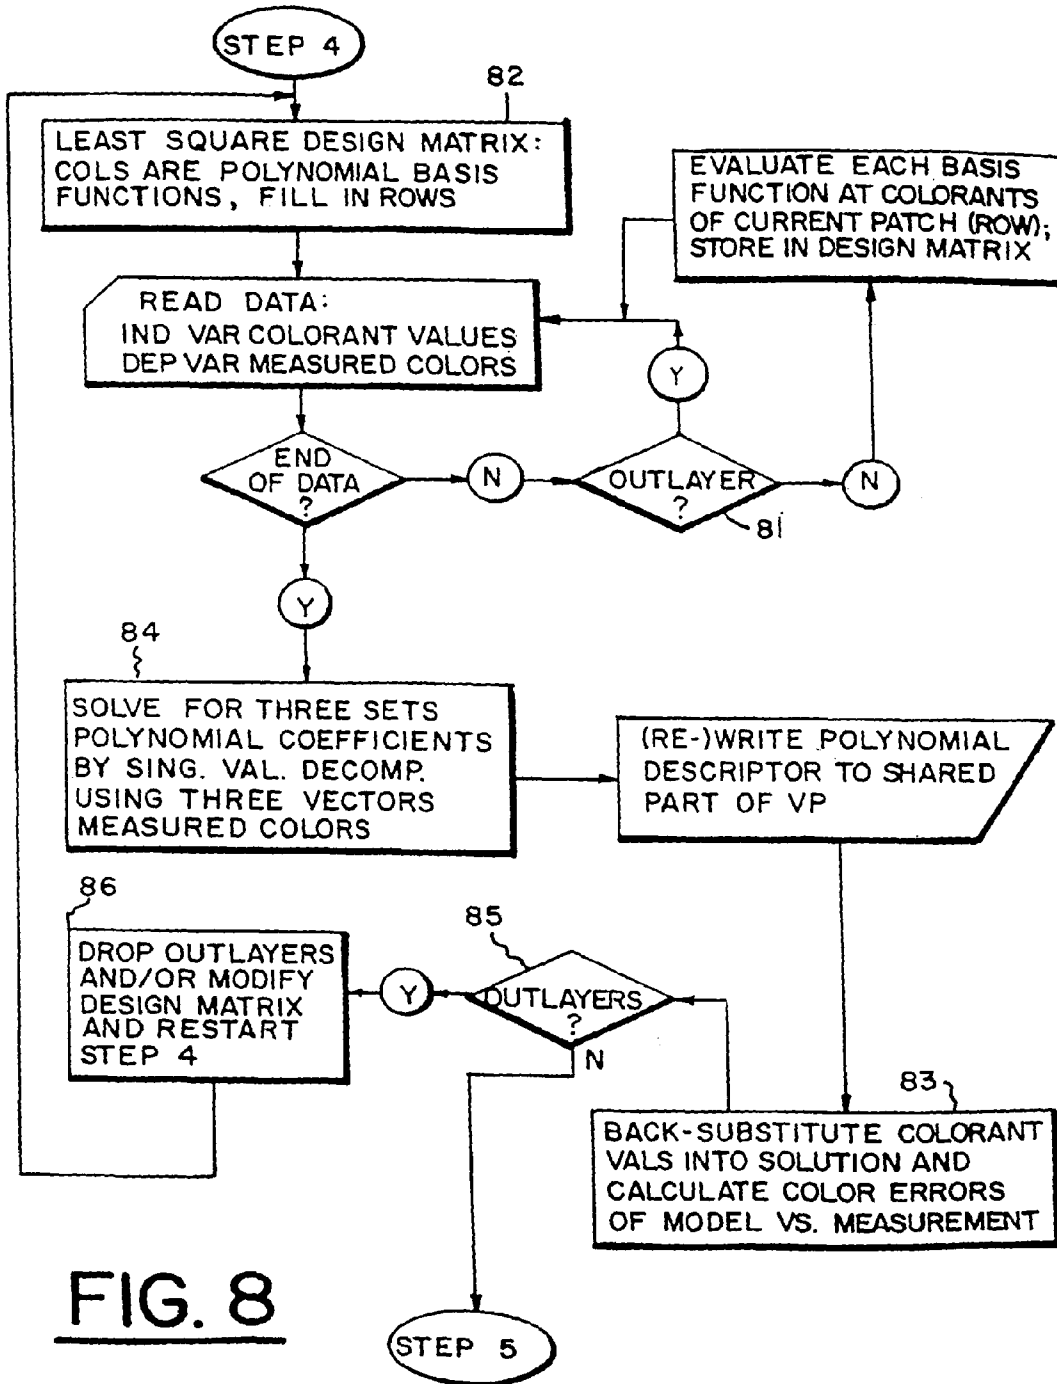 STEP 4
82
LEAST SQUARE DESIGN MATRIX:
COLS ARE POLYNOMIAL BASIS
FUNCTIONS, FILL IN ROWS
EVALUATE EACH BASIS
FUNCTION AT COLORANTS
OF CURRENT PATCH (ROW);
STORE IN DESIGN MATRIX
READ DATA:
IND VAR COLORANT VALUES
DEP VAR MEASURED COLORS
Y
END
OF DATA
?
N
OUTLAYER
?
81
N
Y
84
SOLVE FOR THREE SETS
POLYNOMIAL COEFFICIENTS
BY SING. VAL. DECOMP.
USING THREE VECTORS
MEASURED COLORS
(RE-)WRITE POLYNOMIAL
DESCRIPTOR TO SHARED
PART OF VP
86
DROP OUTLAYERS
AND/OR MODIFY
DESIGN MATRIX
AND RESTART
STEP 4
Y
85
OUTLAYERS
?
N
83
BACK-SUBSTITUTE COLORANT
VALS INTO SOLUTION AND
CALCULATE COLOR ERRORS
OF MODEL VS. MEASUREMENT
FIG. 8
STEP 5